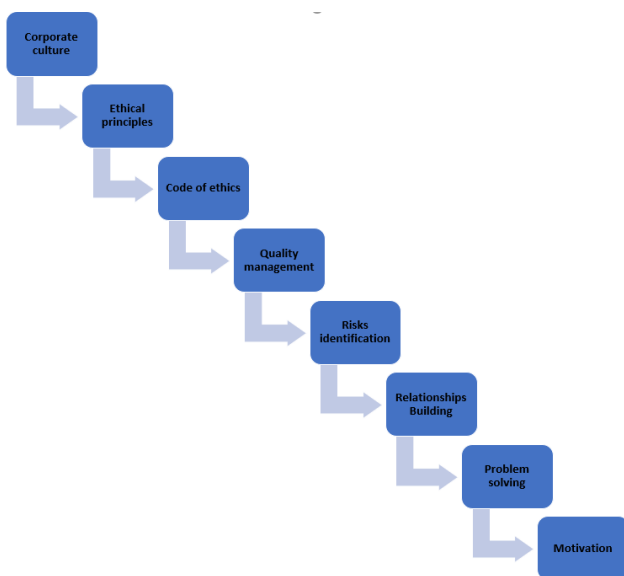 Corporate
culture
Ethical
principles
Code of ethics
Quality
management
Risks
identification
Relationships
Building
Problem
solving
Motivation